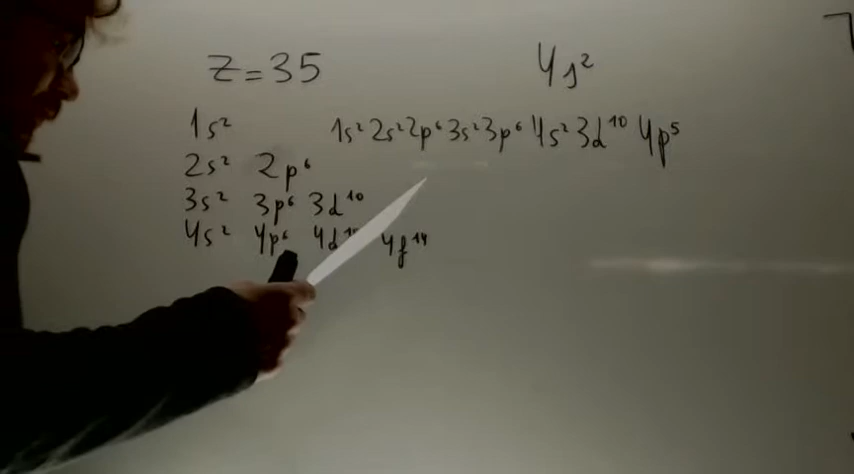 Z=35
4s²
1s²
1s² 2s² 2p⁶ 3s² 3p⁶ 4s² 3d¹⁰ 4p⁵
2s² 2p⁶
3s² 3p⁶ 3d¹⁰
4s² 4p⁶ 4f¹⁴